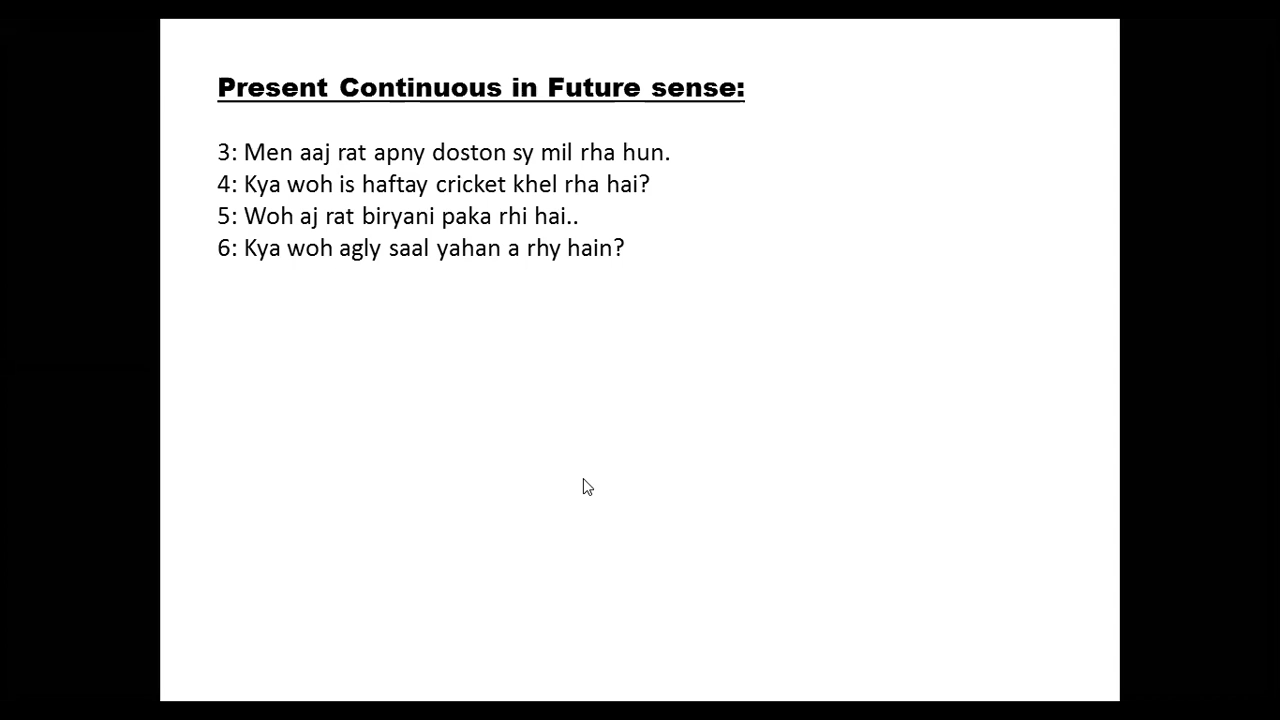 Present Continuous in Future sense:
3: Men aaj rat apny doston sy mil rha hun.
4: Kya woh is haftay cricket khel rha hai?
5: Woh aj rat biryani paka rhi hai..
6: Kya woh agly saal yahan a rhy hain?